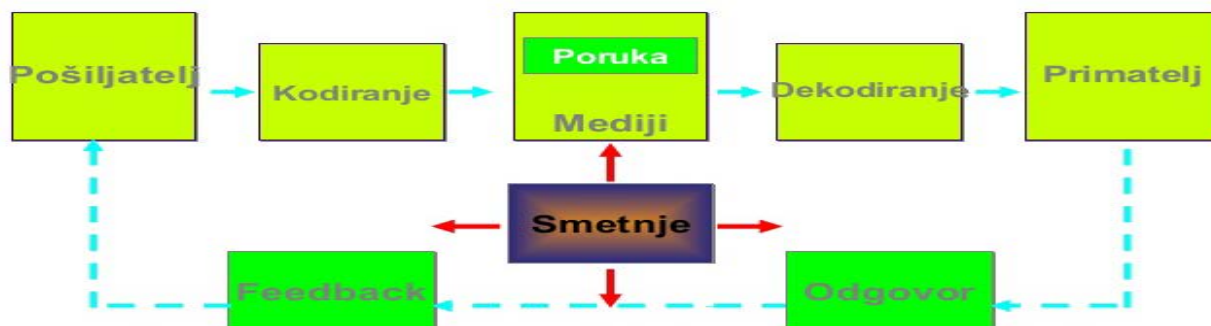 Pošiljatelj
Kodiranje
Poruka
Mediji
Dekodiranje
Primatelj
Smetnje
Feedback
Odgovor